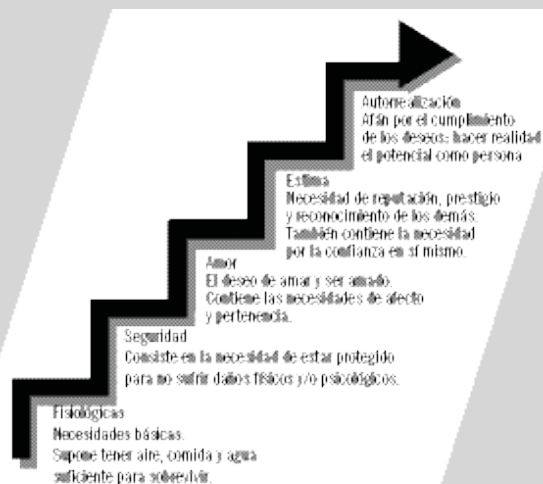 Autorrealización
Afán por el cumplimiento
de los deseos: hacer realidad
el potencial como persona
Estima
Necesidad de reputación, prestigio
y reconocimiento de los demás.
También contiene la necesidad
por la confianza en sí mismo.
Amor
El deseo de amar y ser amado.
Contiene las necesidades de afecto
y pertenencia.
Seguridad
Consiste en la necesidad de estar protegido
para no sufrir daños físicos y/o psicológicos.
Fisiológicas
Necesidades básicas.
Supone tener aire, comida y agua
suficiente para sobrevivir.